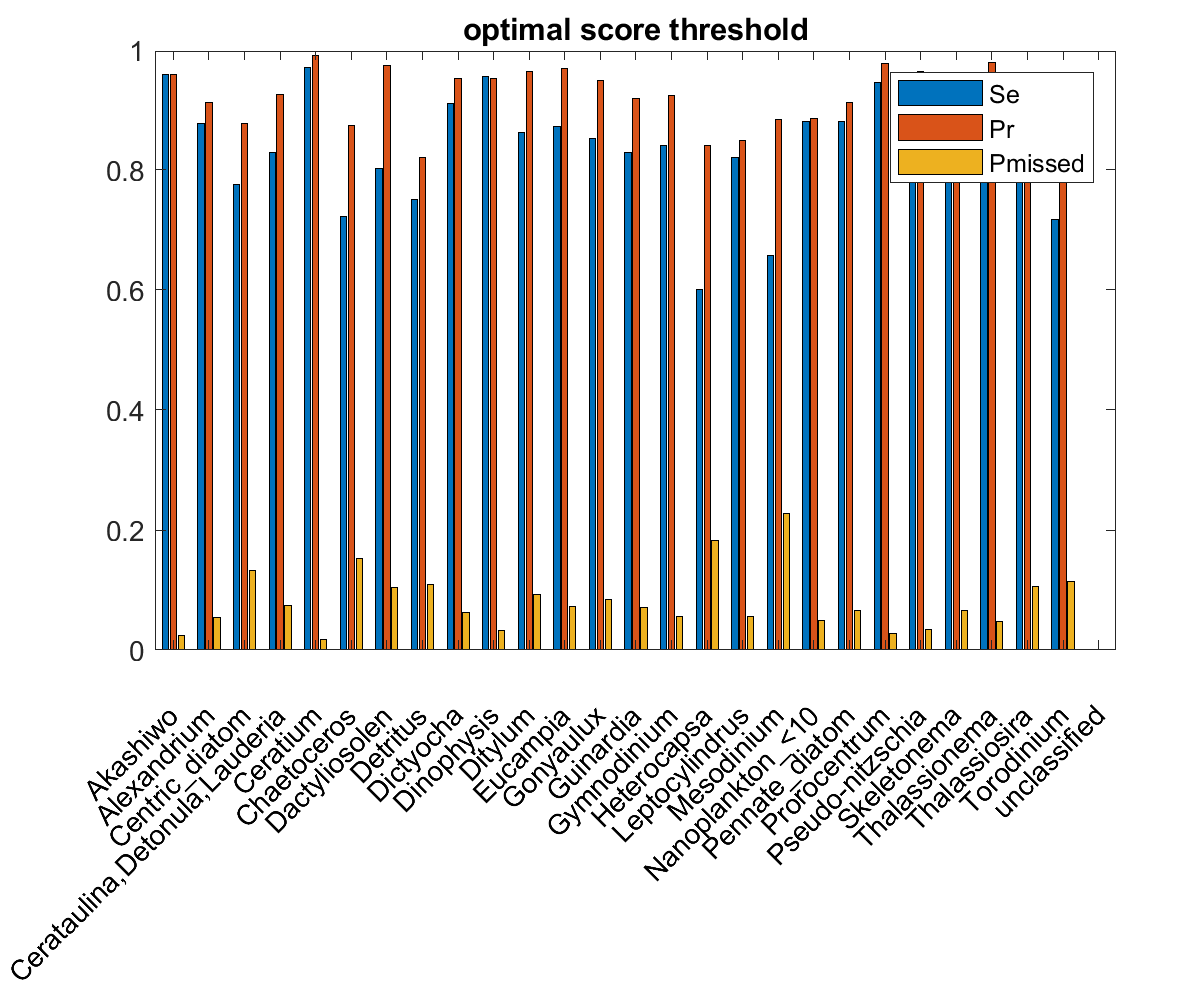 optimal score threshold
1
0.8
0.6
0.4
0.2
0
Se
Pr
Pmissed
Akashiwo
Alexandrium
Centric_diatom
Cerataulina,Detonula,Lauderia
Ceratium
Chaetoceros
Dactyliosolen
Detritus
Dictyocha
Dinophysis
Ditylum
Eucampia
Gonyaulux
Guinardia
Gymnodinium
Heterocapsa
Leptocylindrus
Mesodinium
Nanoplankton_<10
Pennate_diatom
Prorocentrum
Pseudo-nitzschia
Skeletonema
Thalassionema
Thalassiosira
Torodinium
unclassified